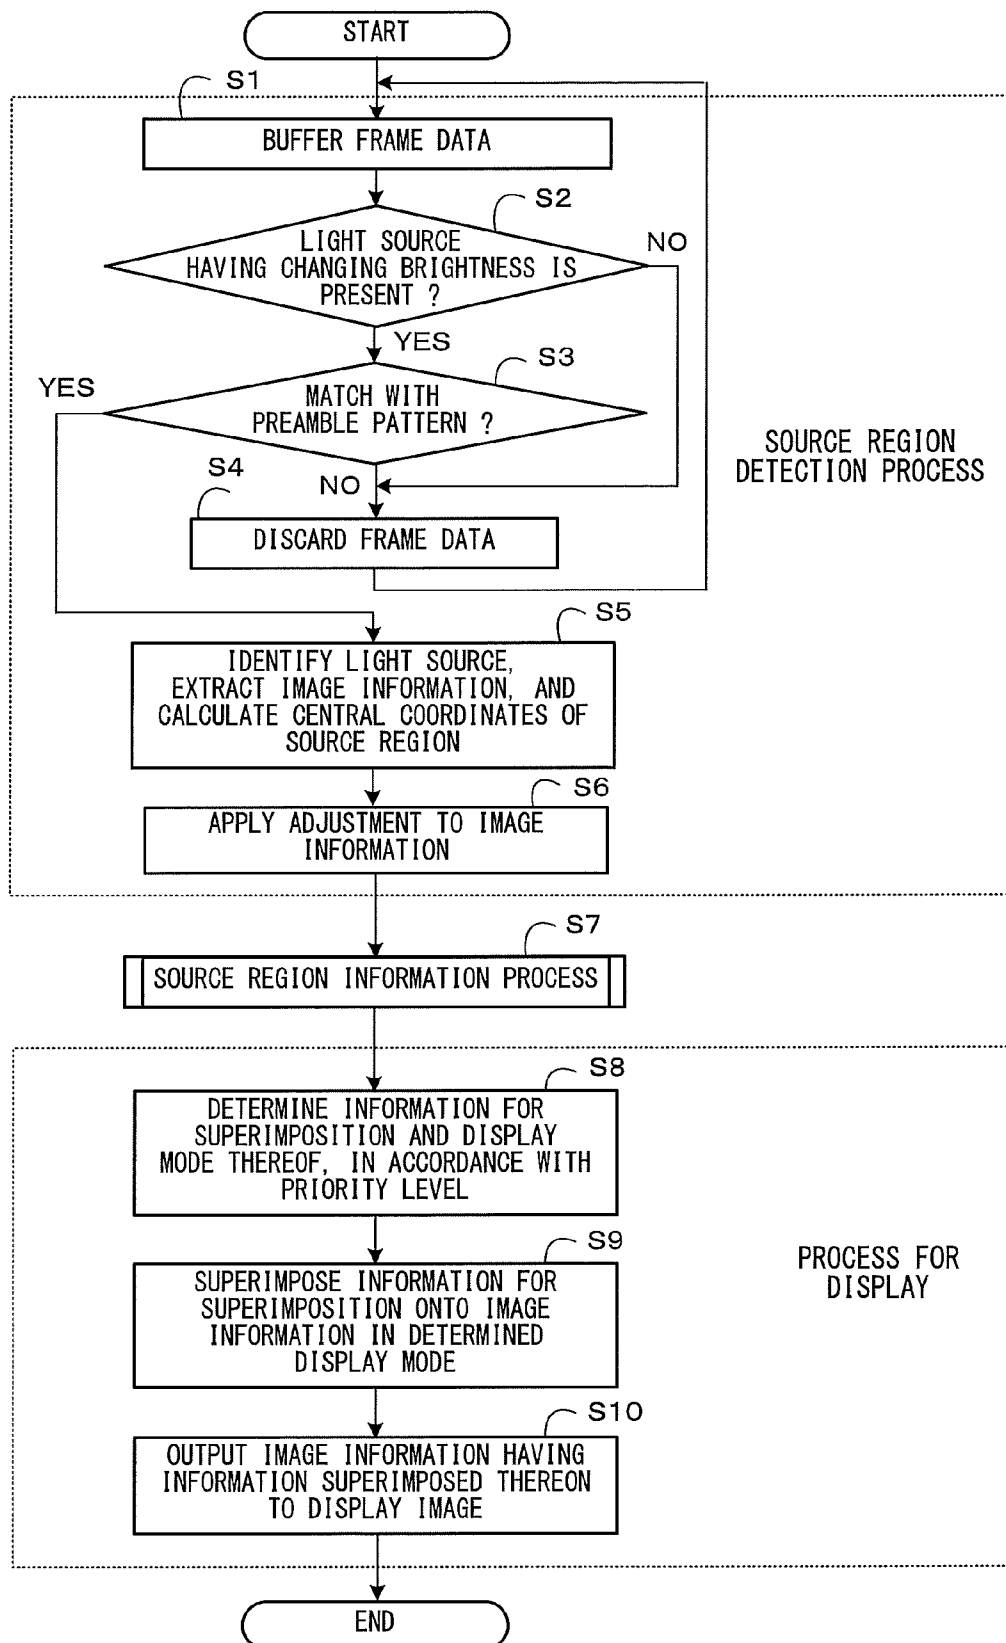 START
S1
BUFFER FRAME DATA
S2
LIGHT SOURCE
HAVING CHANGING BRIGHTNESS IS
PRESENT ?
NO
YES
S3
YES
MATCH WITH
PREAMBLE PATTERN ?
SOURCE REGION
DETECTION PROCESS
S4
NO
DISCARD FRAME DATA
S5
IDENTIFY LIGHT SOURCE,
EXTRACT IMAGE INFORMATION, AND
CALCULATE CENTRAL COORDINATES OF
SOURCE REGION
S6
APPLY ADJUSTMENT TO IMAGE
INFORMATION
S7
SOURCE REGION INFORMATION PROCESS
S8
DETERMINE INFORMATION FOR
SUPERIMPOSITION AND DISPLAY
MODE THEREOF, IN ACCORDANCE WITH
PRIORITY LEVEL
S9
SUPERIMPOSE INFORMATION FOR
SUPERIMPOSITION ONTO IMAGE
INFORMATION IN DETERMINED
DISPLAY MODE
PROCESS FOR
DISPLAY
S10
OUTPUT IMAGE INFORMATION HAVING
INFORMATION SUPERIMPOSED THEREON
TO DISPLAY IMAGE
END